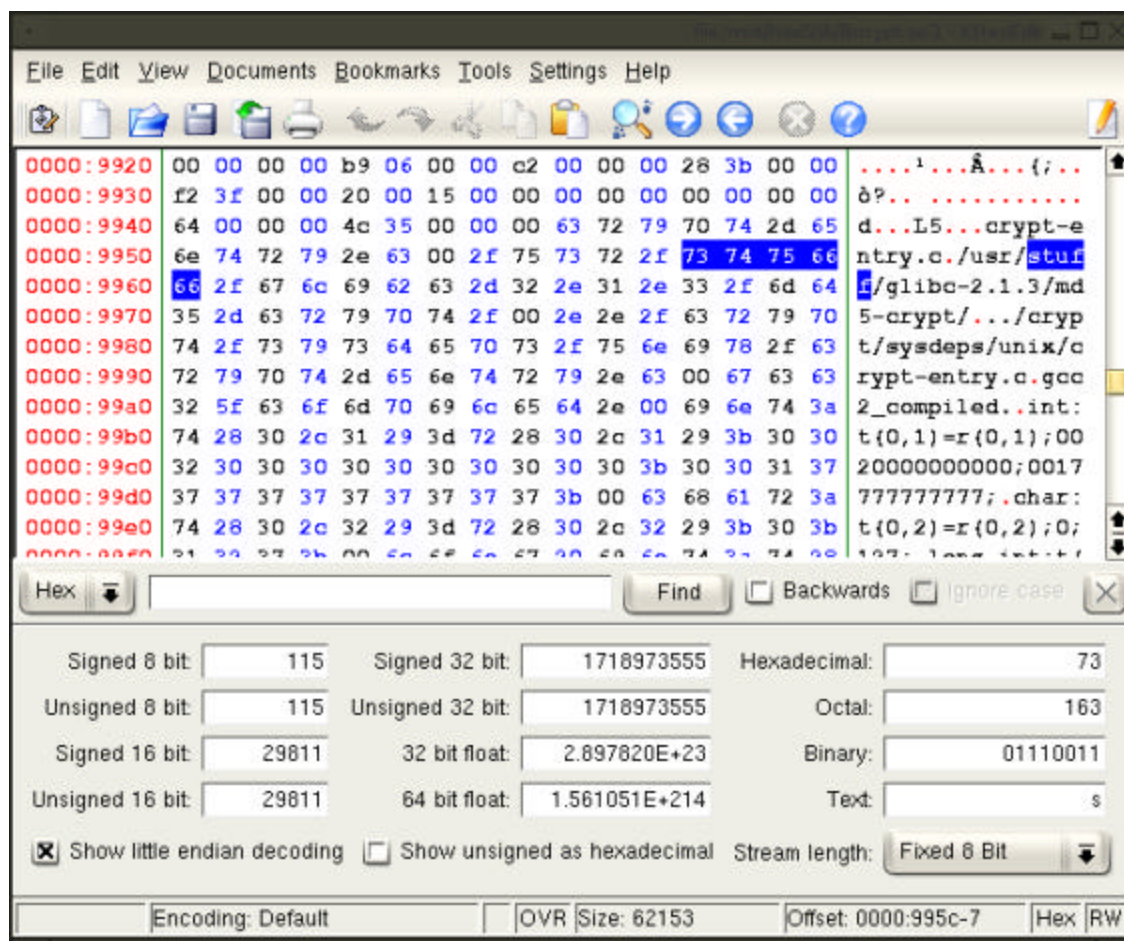 File Edit View Documents Bookmarks Tools Settings Help
0000:9920 00 00 00 00 b9 06 00 00 c2 00 00 00 28 3b 00 00 ....¹...Â...(;..
0000:9930 f2 3f 00 00 20 00 15 00 00 00 00 00 00 00 00 00 ò?.. ...........
0000:9940 64 00 00 00 4c 35 00 00 00 63 72 79 70 74 2d 65 d...L5...crypt-e
0000:9950 6e 74 72 79 2e 63 00 2f 75 73 72 2f 73 74 75 66 ntry.c./usr/stuf
0000:9960 66 2f 67 6c 69 62 63 2d 32 2e 31 2e 33 2f 6d 64 f/glibc-2.1.3/md
0000:9970 35 2d 63 72 79 70 74 2f 00 2e 2e 2f 63 72 79 70 5-crypt/.../cryp
0000:9980 74 2f 73 79 73 64 65 70 73 2f 75 6e 69 78 2f 63 t/sysdeps/unix/c
0000:9990 72 79 70 74 2d 65 6e 74 72 79 2e 63 00 67 63 63 rypt-entry.c.gcc
0000:99a0 32 5f 63 6f 6d 70 69 6c 65 64 2e 00 69 6e 74 3a 2_compiled..int:
0000:99b0 74 28 30 2c 31 29 3d 72 28 30 2c 31 29 3b 30 30 t(0,1)=r(0,1);00
0000:99c0 32 30 30 30 30 30 30 30 30 30 30 3b 30 30 31 37 20000000000;0017
0000:99d0 37 37 37 37 37 37 37 37 37 3b 00 63 68 61 72 3a 777777777;.char:
0000:99e0 74 28 30 2c 32 29 3d 72 28 30 2c 32 29 3b 30 3b t(0,2)=r(0,2);0;
Hex Find Backwards Ignore case
Signed 8 bit: 115 Signed 32 bit: 1718973555 Hexadecimal: 73
Unsigned 8 bit: 115 Unsigned 32 bit: 1718973555 Octal: 163
Signed 16 bit: 29811 32 bit float: 2.897820E+23 Binary: 01110011
Unsigned 16 bit: 29811 64 bit float: 1.561051E+214 Text: s
Show little endian decoding Show unsigned as hexadecimal Stream length: Fixed 8 Bit
Encoding: Default OVR Size: 62153 Offset: 0000:995c-7 Hex RW